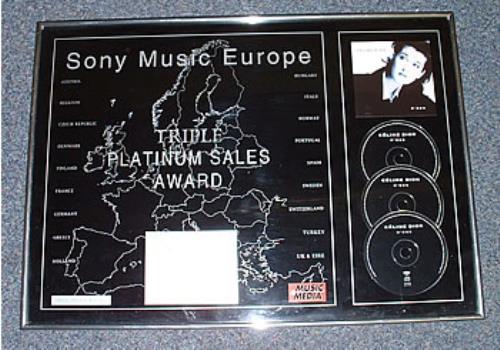 Sony Music Europe
AUSTRIA
BELGIUM
CZECH REPUBLIC
DENMARK
FINLAND
FRANCE
GERMANY
GREECE
HOLLAND
TRIPLE
PLATINUM SALES
AWARD
HUNGARY
ITALY
NORWAY
PORTUGAL
SPAIN
SWEDEN
SWITZERLAND
TURKEY
UK & EIRE
MUSIC
MEDIA
D'EUX
CÉLINE DION
D'EUX
CÉLINE DION
D'EUX
CÉLINE DION
D'EUX